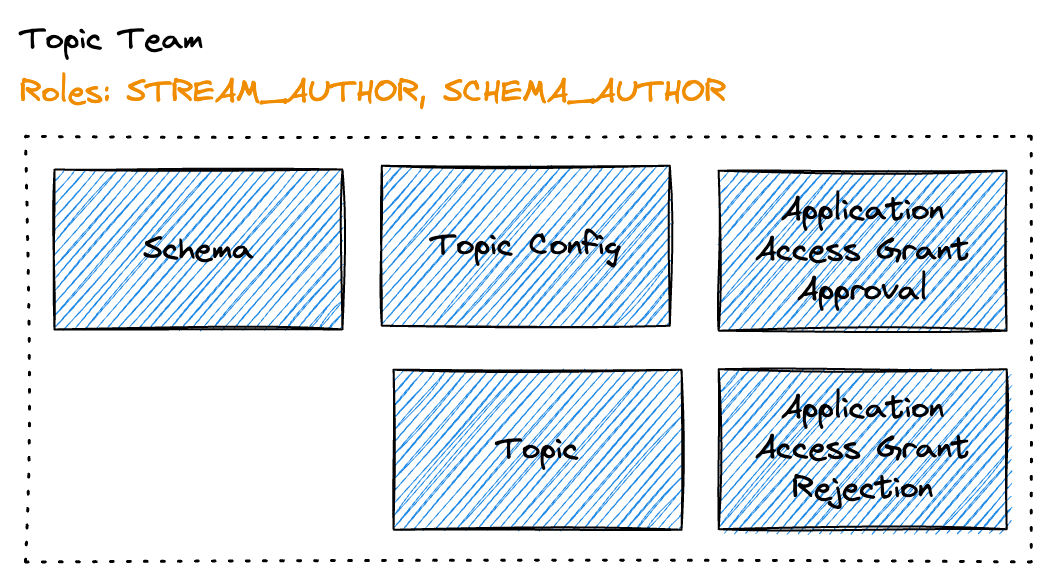 Topic Team
Roles: STREAM_AUTHOR, SCHEMA_AUTHOR
Schema
Topic Config
Application
Access Grant
Approval
Topic
Application
Access Grant
Rejection